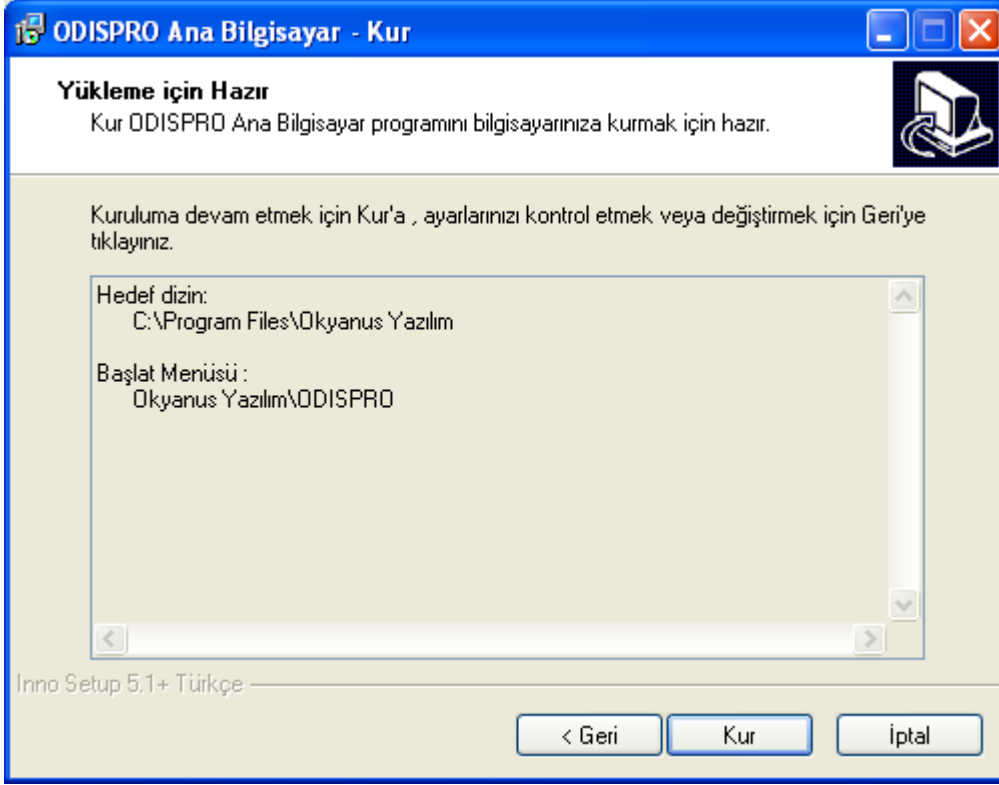 ODISPRO Ana Bilgisayar - Kur
Yükleme için Hazır
Kur ODISPRO Ana Bilgisayar programını bilgisayarınıza kurmak için hazır.
Kuruluma devam etmek için Kur'a , ayarlarınızı kontrol etmek veya değiştirmek için Geri'ye
tıklayınız.
Hedef dizin:
C:\Program Files\Okyanus Yazılım
Başlat Menüsü :
Okyanus Yazılım\ODISPRO
Inno Setup 5.1+ Türkçe
< Geri
Kur
İptal